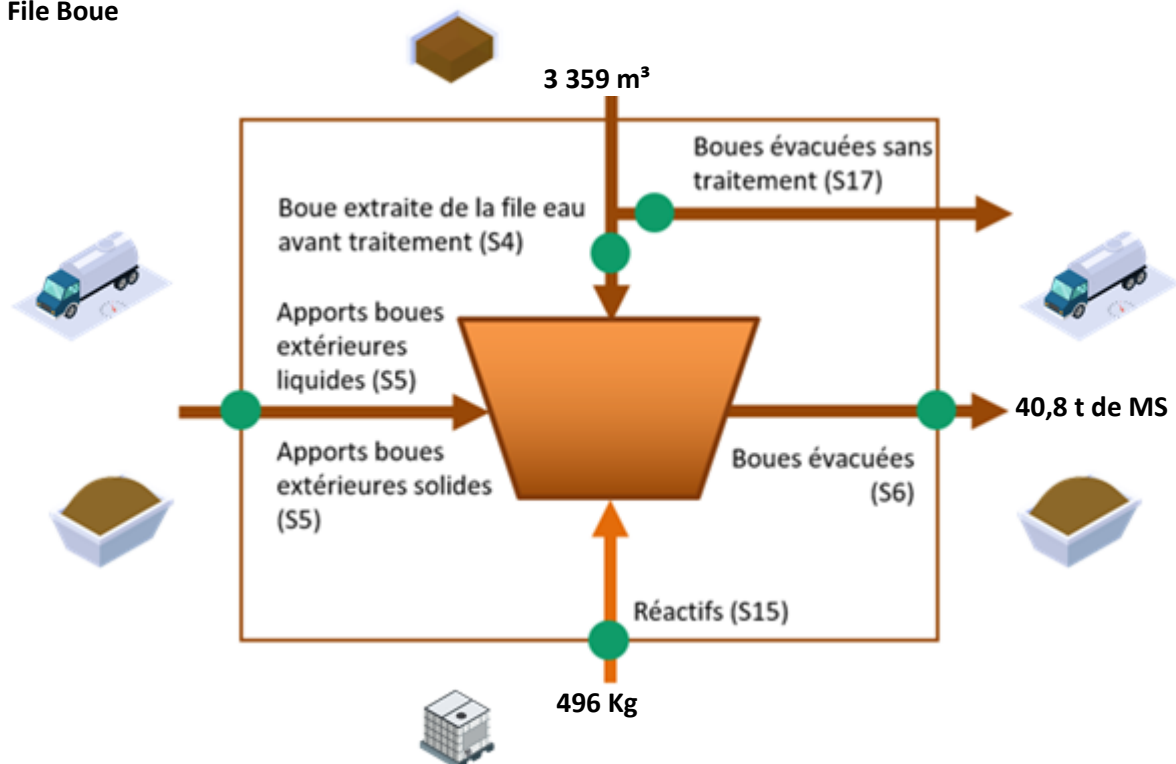 File Boue
3 359 m³
Boues évacuées sans
traitement (S17)
Boue extraite de la file eau
avant traitement (S4)
Apports boues
extérieures
liquides (S5)
40,8 t de MS
Apports boues
extérieures solides
(S5)
Boues évacuées
(S6)
Réactifs (S15)
496 Kg